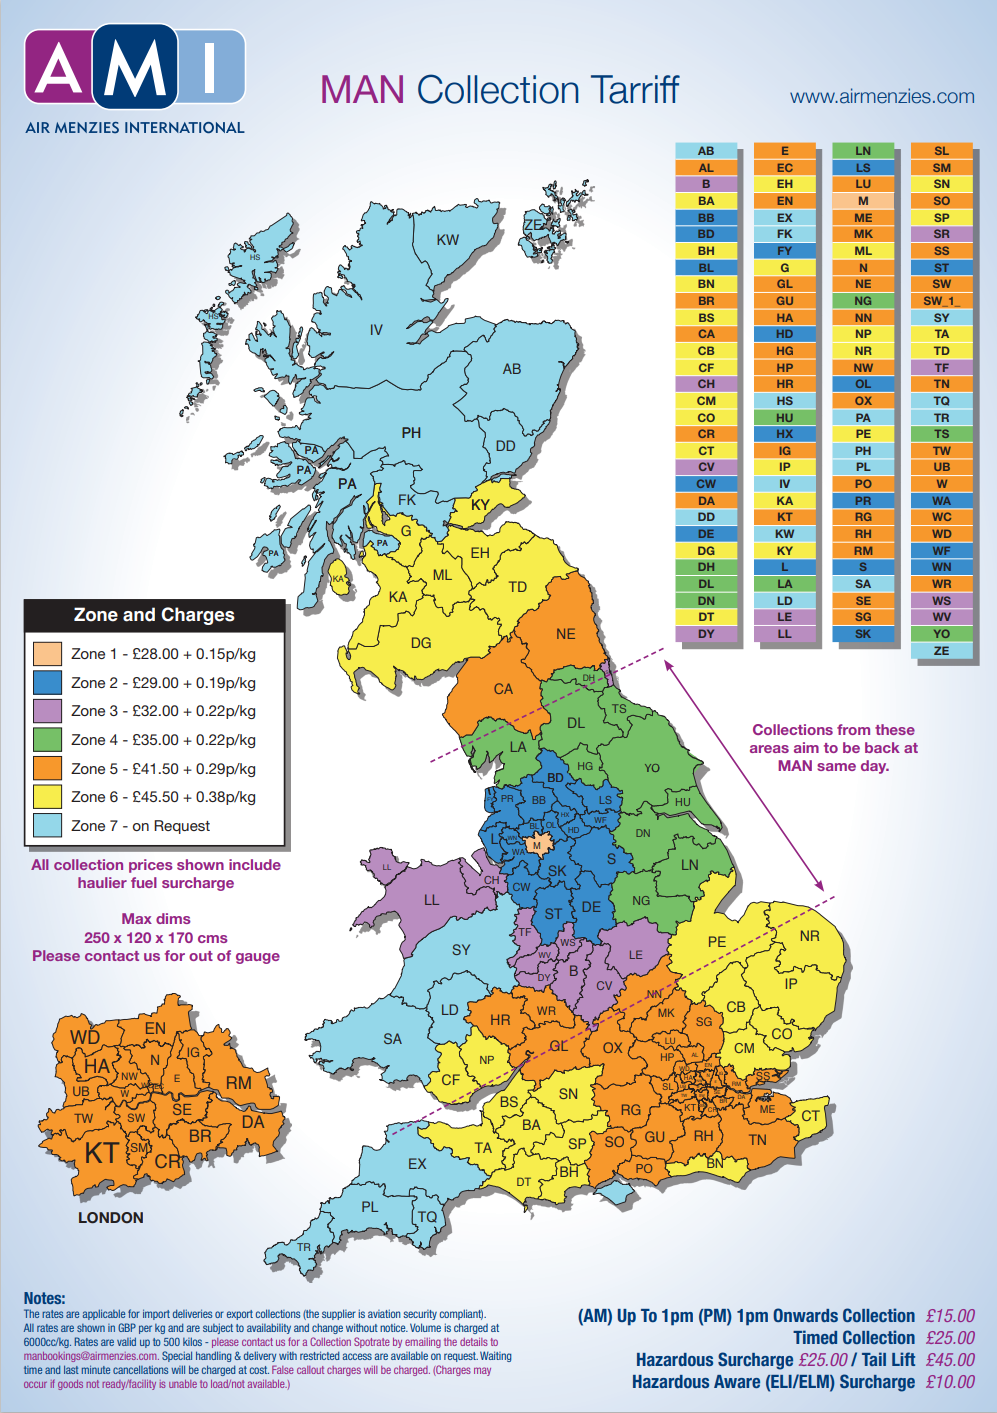 AMI
AIR MENZIES INTERNATIONAL
MAN Collection Tarriff
www.airmenzies.com
AB E LN SL
AL EC LS SM
B EH LU SN
BA EN M SO
BB EX ME SP
BD FK MK SR
BH FY ML SS
BL G N ST
BN GL NE SW
BR GU NG SW_1_
BS HA NN SY
CA HD NP TA
CB HG NR TD
CF HP NW TF
CH HR OL TN
CM HS OX TQ
CO HU PA TR
CR HX PE TS
CT IG PH TW
CV IP PL UB
CW IV PO W
DA KA PR WA
DD KT RG WC
DE KW RH WD
DG KY RM WF
DH L S WN
DL LA SA WR
DN LD SE WS
DT LE SG WV
DY LL SK YO
ZE
ZE
KW
HS
HS
IV
AB
PH
DD
PA
PA
PA
FK
KY
G
PA
PA
EH
ML
TD
KA
KA
DG
NE
CA
DH
TS
DL
LA
HG
YO
BD
PR
BB
LS
HU
HX
WF
BL
OL
HD
DN
L
WN
M
WA
S
SK
LN
LL
CH
CW
LL
NG
ST
DE
TF
WS
PE
NR
SY
WV
LE
B
DY
CV
IP
NN
CB
LD
HR
WR
MK
SG
SA
CO
GL
OX
LU
CM
HP
AL
NP
CF
SL
SS
SN
BS
RM
DA
RG
KT
ME
CT
BA
TA
SP
SO
GU
RH
TN
EX
BH
PO
BN
DT
PL
TQ
TR
Zone and Charges
Zone 1 - £28.00 + 0.15p/kg
Zone 2 - £29.00 + 0.19p/kg
Zone 3 - £32.00 + 0.22p/kg
Zone 4 - £35.00 + 0.22p/kg
Zone 5 - £41.50 + 0.29p/kg
Zone 6 - £45.50 + 0.38p/kg
Zone 7 - on Request
All collection prices shown include
haulier fuel surcharge
Max dims
250 x 120 x 170 cms
Please contact us for out of gauge
Collections from these
areas aim to be back at
MAN same day.
WD
EN
HA
N
IG
NW
E
RM
UB
W
TW
SW
SE
DA
KT
SM
BR
CR
LONDON
Notes:
The rates are applicable for import deliveries or export collections (the supplier is aviation security compliant).
All rates are shown in GBP per kg and are subject to availability and change without notice. Volume is charged at
6000cc/kg. Rates are valid up to 500 kilos - please contact us for a Collection Spotrate by emailing the details to
manbookings@airmenzies.com. Special handling & delivery with restricted access are available on request. Waiting
time and last minute cancellations will be charged at cost. False callout charges will be charged. (Charges may
occur if goods not ready/facility is unable to load/not available.)
(AM) Up To 1pm (PM) 1pm Onwards Collection £15.00
Timed Collection £25.00
Hazardous Surcharge £25.00 / Tail Lift £45.00
Hazardous Aware (ELI/ELM) Surcharge £10.00